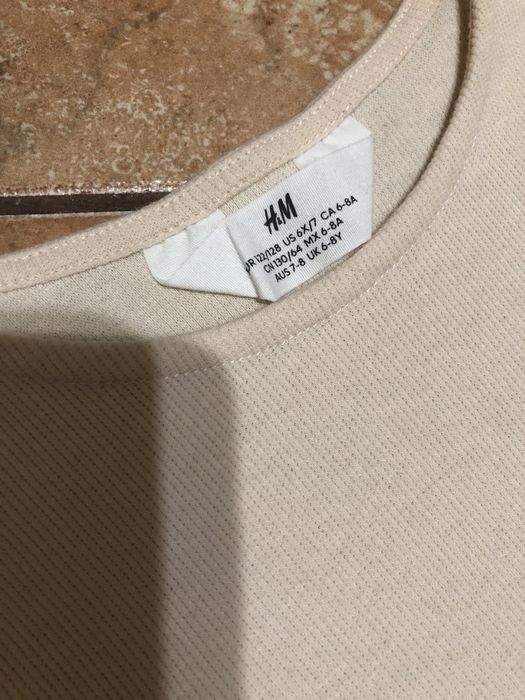 H&M
R 122/128 US 6X/7 CA 6-8A
CN 130/64 MX 6-8A
AUS 7-8 UK 6-8Y